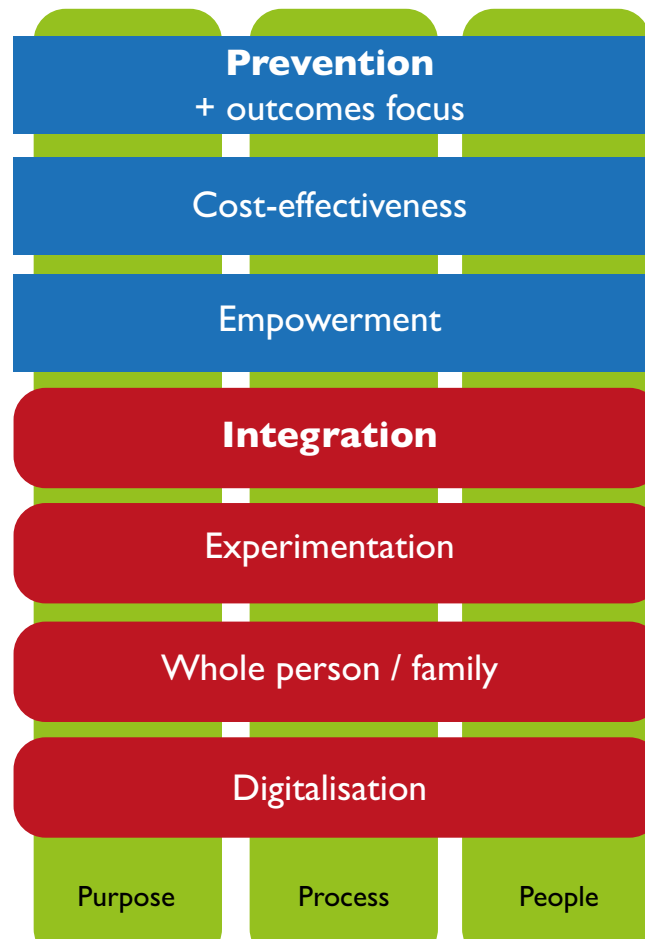 Prevention
+ outcomes focus
Cost-effectiveness
Empowerment
Integration
Experimentation
Whole person / family
Digitalisation
Purpose Process People